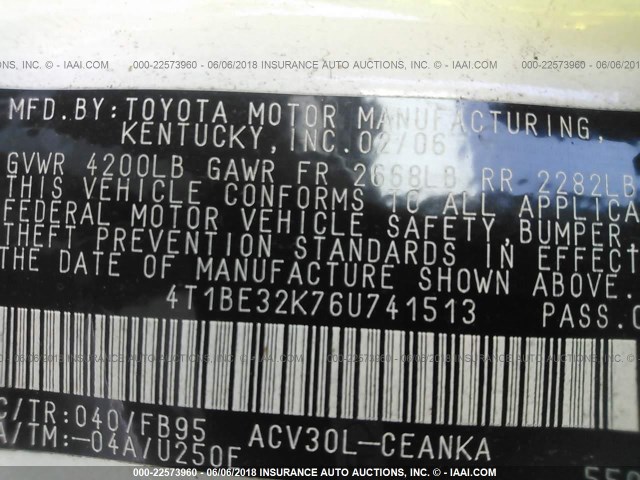 000-22573960 - 06/06/2018 INSURANCE AUTO AUCTIONS, INC. © - IAAI.COM
MFD.BY:TOYOTA MOTOR MANUFACTURING,
KENTUCKY, INC. 02/06
GVWR 4200LB GAWR FR 2668LB RR 2282LB
THIS VEHICLE CONFORMS TO ALL APPLICA
FEDERAL MOTOR VEHICLE SAFETY,BUMPER,
THEFT PREVENTION STANDARDS IN EFFECT
THE DATE OF MANUFACTURE SHOWN ABOVE.
4T1BE32K76U741513 PASS.
000-22573960 - 06/06/2018 INSURANCE AUTO AUCTIONS, INC. © - IAAI.COM
C/TR:040/FB95 ACV30L-CEANKA
A/TM:-04A/U250F
000-22573960 - 06/06/2018 INSURANCE AUTO AUCTIONS, INC. © - IAAI.COM